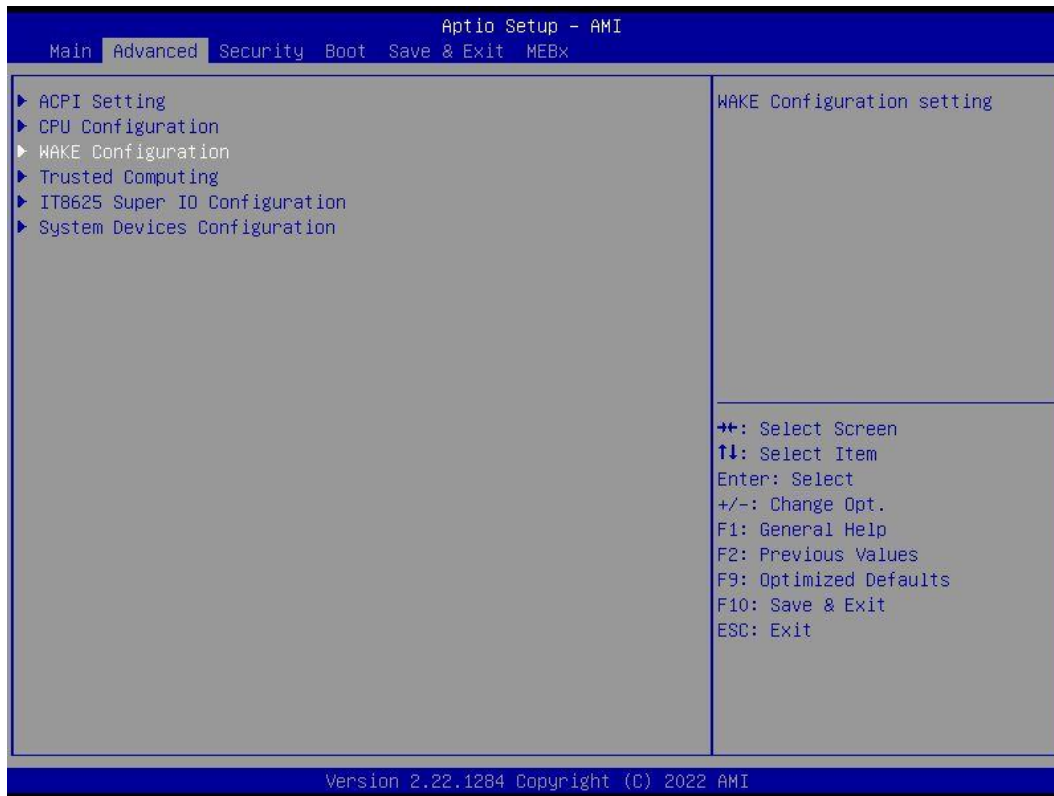 Aptio Setup - AMI
Main Advanced Security Boot Save & Exit MEBx
▶ ACPI Setting
▶ CPU Configuration
▶ WAKE Configuration
▶ Trusted Computing
▶ IT8625 Super IO Configuration
▶ System Devices Configuration
WAKE Configuration setting
→←: Select Screen
↑↓: Select Item
Enter: Select
+/-: Change Opt.
F1: General Help
F2: Previous Values
F9: Optimized Defaults
F10: Save & Exit
ESC: Exit
Version 2.22.1284 Copyright (C) 2022 AMI